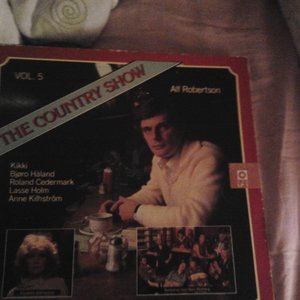 VOL. 5
THE COUNTRY SHOW
Alf Robertson
Kikki
Bjøro Håland
Roland Cedermark
Lasse Holm
Anne Kihlström